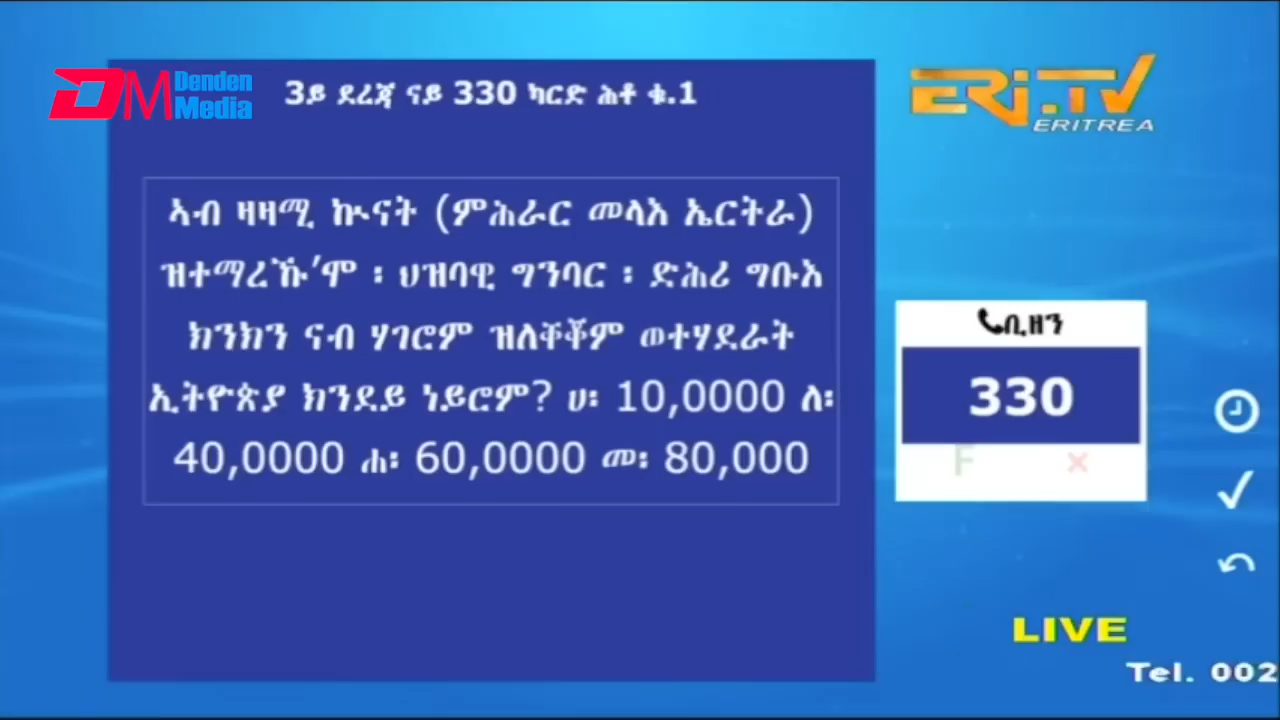 DM Denden Media
3ይ ደረጃ ናይ 330 ካርድ ሕቶ ቁ.1
ERi.TV
ERITREA
ኣብ ዛዛሚ ኲናት (ምሕራር መላእ ኤርትራ)
ዝተማረኹ’ሞ ፡ ህዝባዊ ግንባር ፡ ድሕሪ ግቡእ
ክንክን ናብ ሃገሮም ዝለቐቖም ወተሃደራት
ኢትዮጵያ ክንደይ ነይሮም? ሀ፡ 10,0000 ለ፡
40,0000 ሐ፡ 60,0000 መ፡ 80,000
ቢዘን
330
F ×
LIVE
Tel. 002